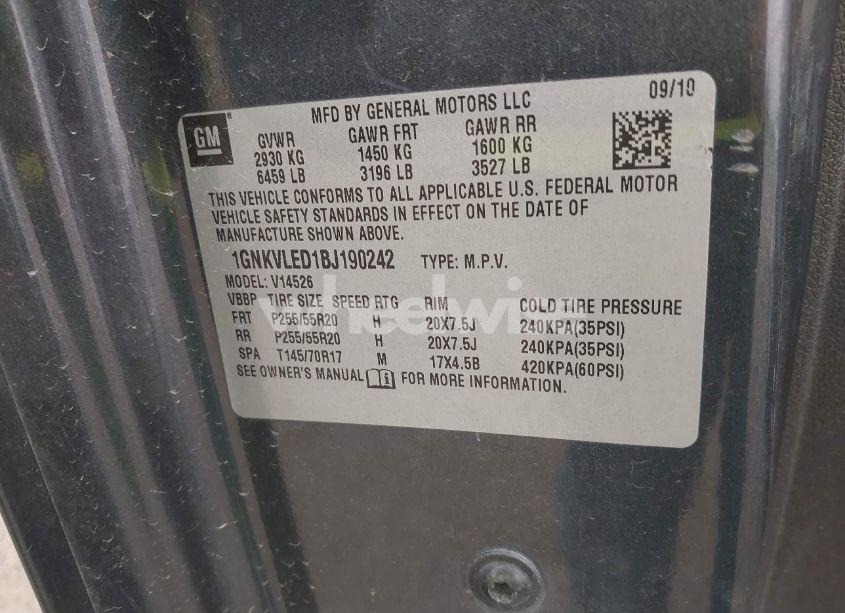 MFD BY GENERAL MOTORS LLC 09/10
GM
GVWR GAWR FRT GAWR RR
2930 KG 1450 KG 1600 KG
6459 LB 3196 LB 3527 LB
THIS VEHICLE CONFORMS TO ALL APPLICABLE U.S. FEDERAL MOTOR
VEHICLE SAFETY STANDARDS IN EFFECT ON THE DATE OF
MANUFACTURE SHOWN ABOVE.
1GNKVLED1BJ190242 TYPE: M.P.V.
MODEL: V14526
VBBP TIRE SIZE SPEED RTG RIM COLD TIRE PRESSURE
FRT P255/55R20 H 20X7.5J 240KPA(35PSI)
RR P255/55R20 H 20X7.5J 240KPA(35PSI)
SPA T145/70R17 M 17X4.5B 420KPA(60PSI)
SEE OWNER'S MANUAL FOR MORE INFORMATION.
wheelwise